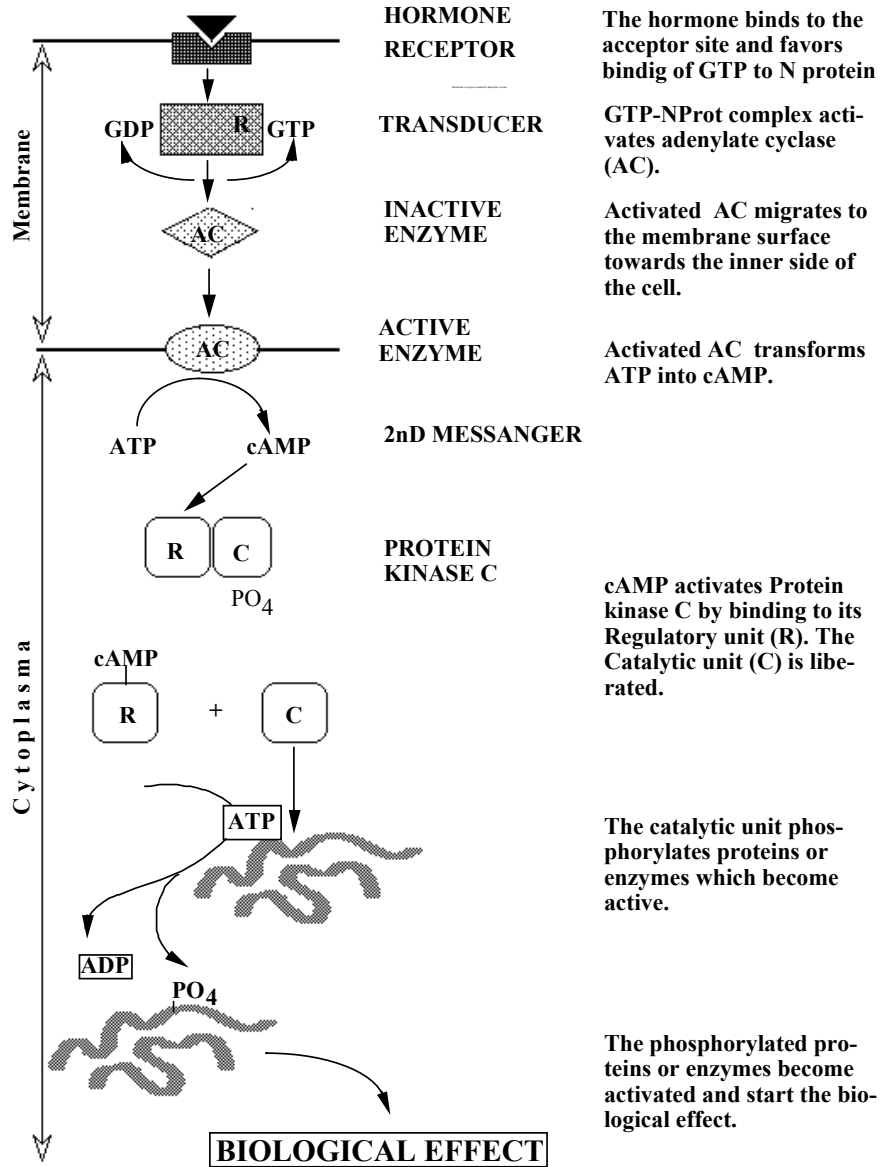 HORMONE
RECEPTOR
The hormone binds to the
acceptor site and favors
bindig of GTP to N protein
GDP
R
GTP
TRANSDUCER
GTP-NProt complex acti-
vates adenylate cyclase
(AC).
Membrane
AC
INACTIVE
ENZYME
Activated AC migrates to
the membrane surface
towards the inner side of
the cell.
AC
ACTIVE
ENZYME
Activated AC transforms
ATP into cAMP.
ATP
cAMP
2nD MESSANGER
R
C
PO4
PROTEIN
KINASE C
cAMP activates Protein
kinase C by binding to its
Regulatory unit (R). The
Catalytic unit (C) is libe-
rated.
cAMP
R
+
C
Cytoplasma
ATP
The catalytic unit phos-
phorylates proteins or
enzymes which become
active.
ADP
PO4
The phosphorylated pro-
teins or enzymes become
activated and start the bio-
logical effect.
BIOLOGICAL EFFECT